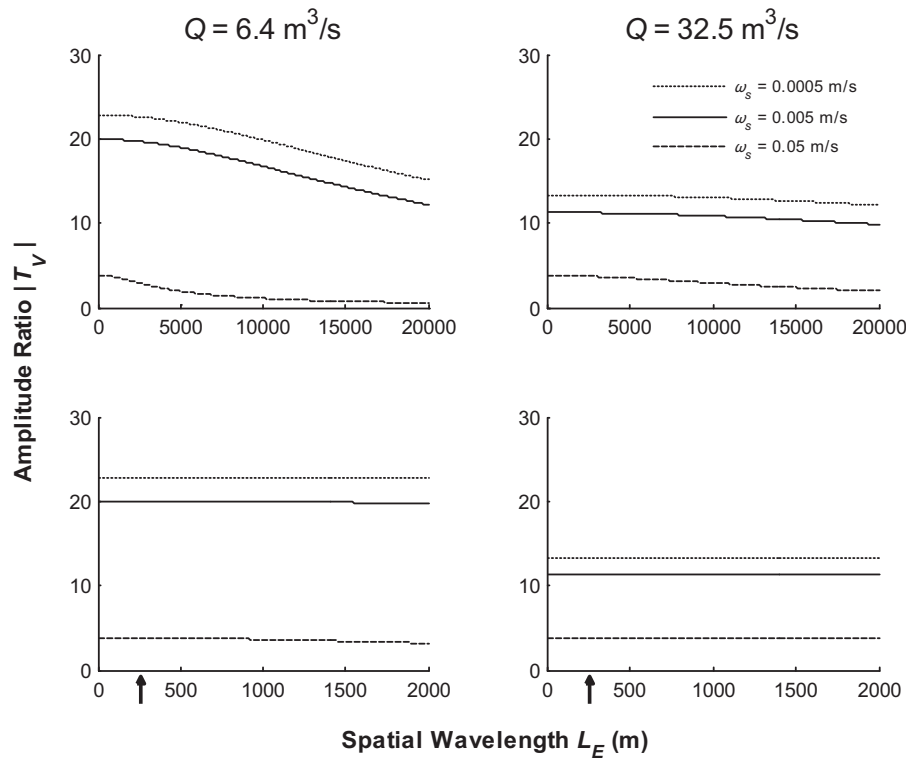 Q = 6.4 m³/s
Q = 32.5 m³/s
30
20
10
0
0 5000 10000 15000 20000
30
20
10
0
0 5000 10000 15000 20000
ωs = 0.0005 m/s
ωs = 0.005 m/s
ωs = 0.05 m/s
Amplitude Ratio |TV|
30
20
10
0
0 500 1000 1500 2000
30
20
10
0
0 500 1000 1500 2000
Spatial Wavelength LE (m)